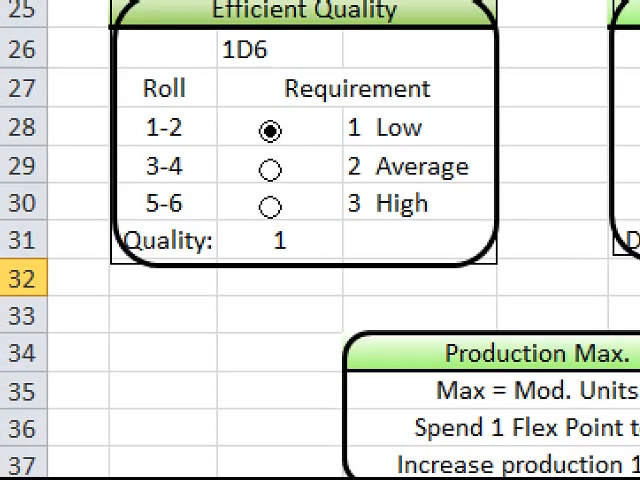 25 Efficient Quality
26 1D6
27 Roll Requirement
28 1-2 1 Low
29 3-4 2 Average
30 5-6 3 High
31 Quality: 1 D
32
33
34 Production Max.
35 Max = Mod. Units
36 Spend 1 Flex Point t
37 Increase production 1